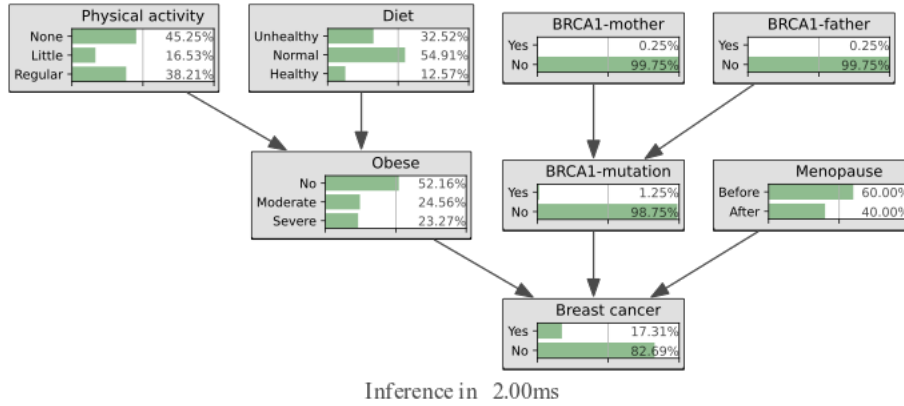 Physical activity
None 45.25%
Little 16.53%
Regular 38.21%
Diet
Unhealthy 32.52%
Normal 54.91%
Healthy 12.57%
BRCA1-mother
Yes 0.25%
No 99.75%
BRCA1-father
Yes 0.25%
No 99.75%
Obese
No 52.16%
Moderate 24.56%
Severe 23.27%
BRCA1-mutation
Yes 1.25%
No 98.75%
Menopause
Before 60.00%
After 40.00%
Breast cancer
Yes 17.31%
No 82.69%
Inference in 2.00ms